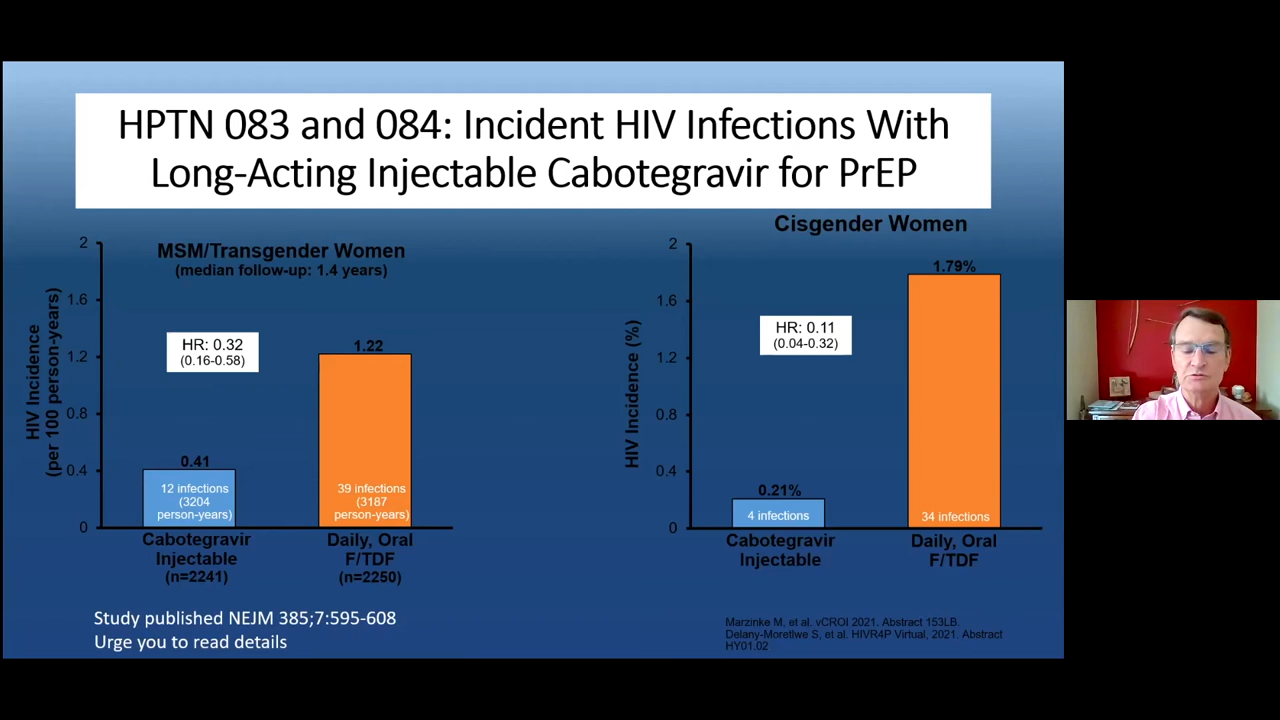 HPTN 083 and 084: Incident HIV Infections With
Long-Acting Injectable Cabotegravir for PrEP
MSM/Transgender Women
(median follow-up: 1.4 years)
HIV Incidence
(per 100 person-years)
2
1.6
1.2
0.8
0.4
0
HR: 0.32
(0.16-0.58)
0.41
12 infections
(3204
person-years)
1.22
39 infections
(3187
person-years)
Cabotegravir
Injectable
(n=2241)
Daily, Oral
F/TDF
(n=2250)
Cisgender Women
HIV Incidence (%)
2
1.6
1.2
0.8
0.4
0
HR: 0.11
(0.04-0.32)
0.21%
4 infections
1.79%
34 infections
Cabotegravir
Injectable
Daily, Oral
F/TDF
Study published NEJM 385;7:595-608
Urge you to read details
Marzinke M, et al. vCROI 2021. Abstract 153LB.
Delany-Moretlwe S, et al. HIVR4P Virtual, 2021. Abstract
HY01.02